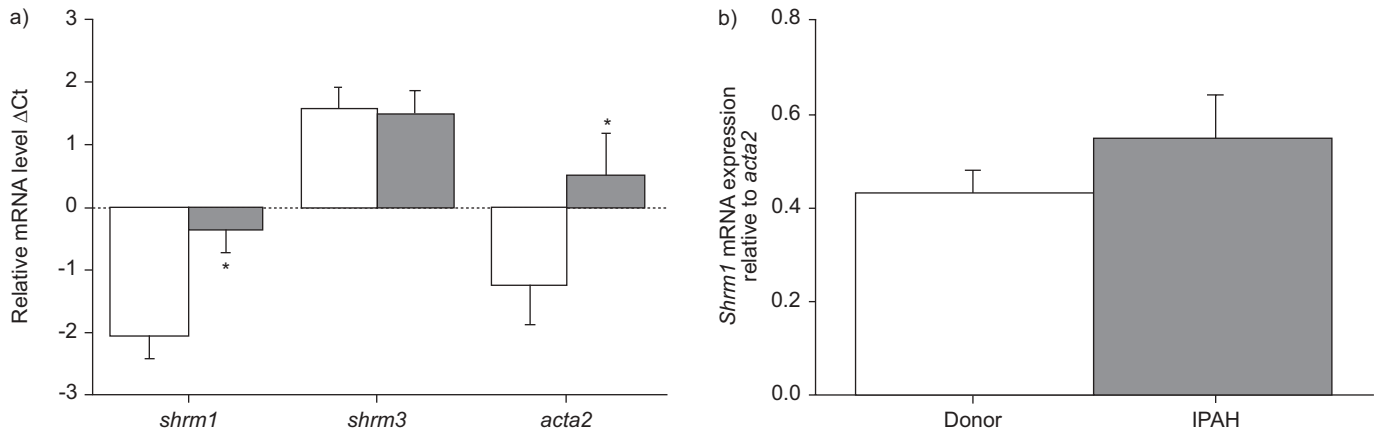 a)
Relative mRNA level ΔCt
3
2
1
0
-1
-2
-3
*
*
shrm1
shrm3
acta2
b)
Shrm1 mRNA expression
relative to acta2
0.8
0.6
0.4
0.2
0.0
Donor
IPAH